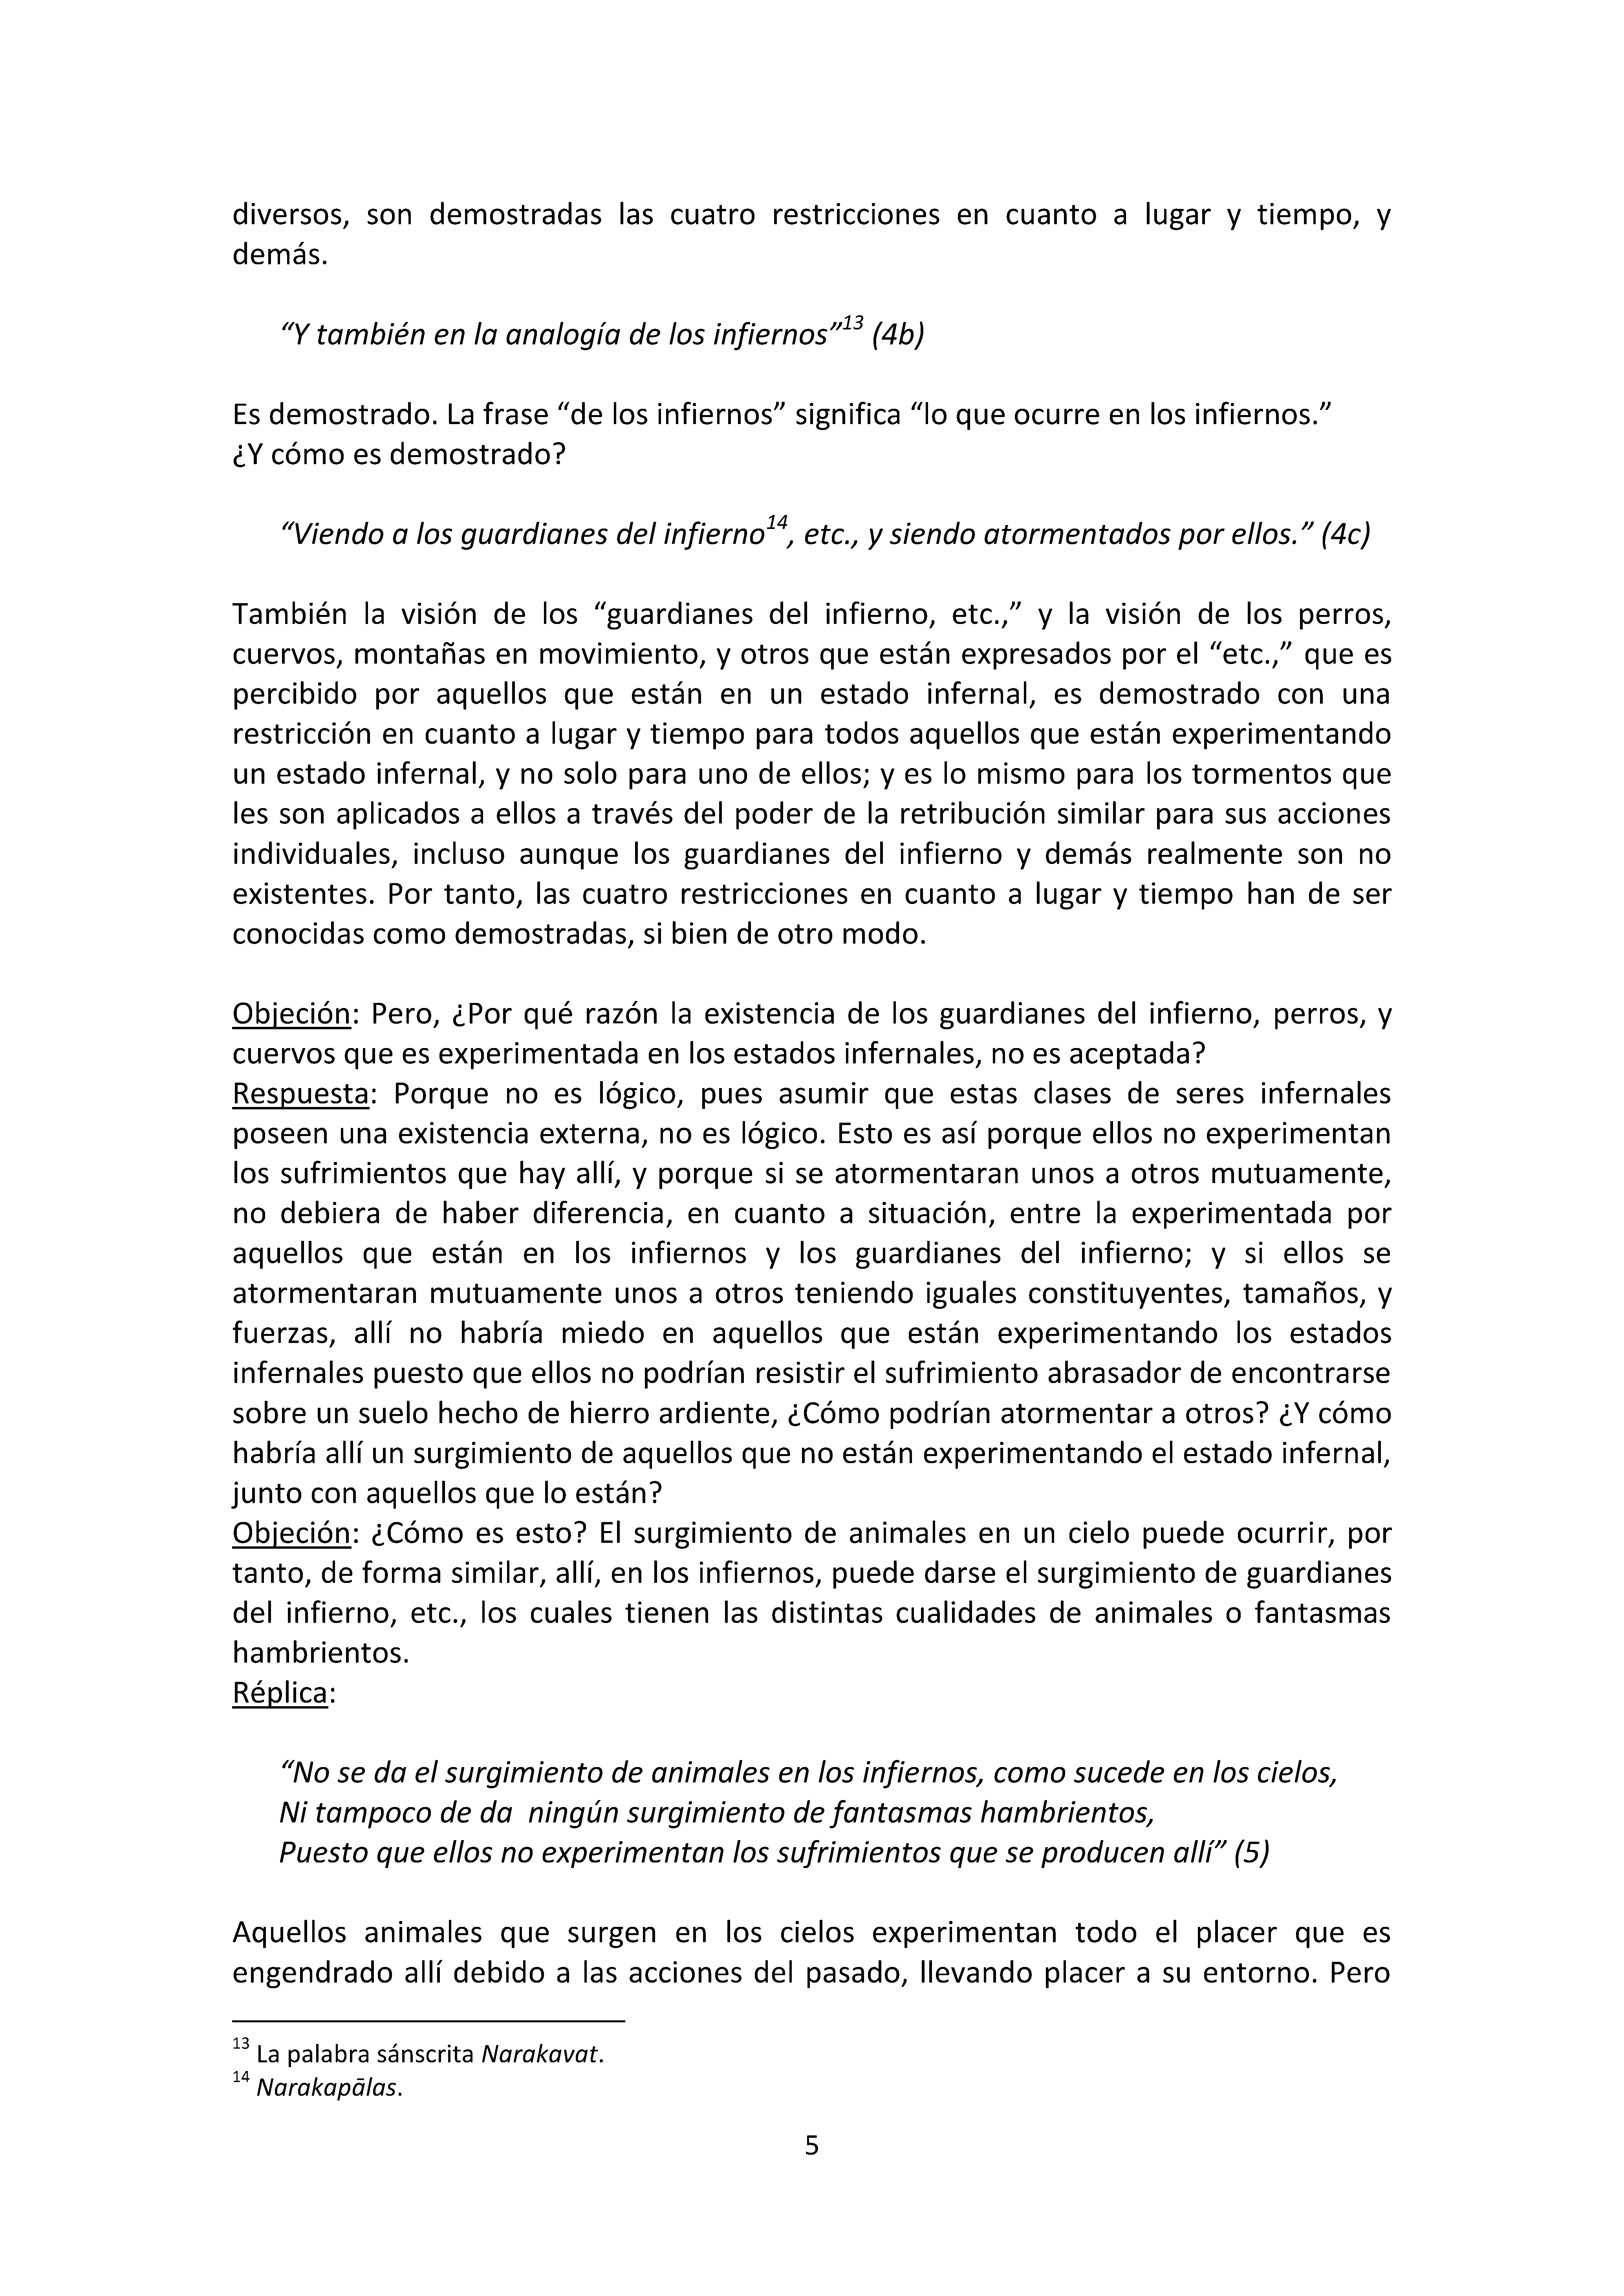 diversos, son demostradas las cuatro restricciones en cuanto a lugar y tiempo, y
demás.
“Y también en la analogía de los infiernos”13 (4b)
Es demostrado. La frase “de los infiernos” significa “lo que ocurre en los infiernos.”
¿Y cómo es demostrado?
“Viendo a los guardianes del infierno14, etc., y siendo atormentados por ellos.” (4c)
También la visión de los “guardianes del infierno, etc.,” y la visión de los perros,
cuervos, montañas en movimiento, y otros que están expresados por el “etc.,” que es
percibido por aquellos que están en un estado infernal, es demostrado con una
restricción en cuanto a lugar y tiempo para todos aquellos que están experimentando
un estado infernal, y no solo para uno de ellos; y es lo mismo para los tormentos que
les son aplicados a ellos a través del poder de la retribución similar para sus acciones
individuales, incluso aunque los guardianes del infierno y demás realmente son no
existentes. Por tanto, las cuatro restricciones en cuanto a lugar y tiempo han de ser
conocidas como demostradas, si bien de otro modo.
Objeción: Pero, ¿Por qué razón la existencia de los guardianes del infierno, perros, y
cuervos que es experimentada en los estados infernales, no es aceptada?
Respuesta: Porque no es lógico, pues asumir que estas clases de seres infernales
poseen una existencia externa, no es lógico. Esto es así porque ellos no experimentan
los sufrimientos que hay allí, y porque si se atormentaran unos a otros mutuamente,
no debiera de haber diferencia, en cuanto a situación, entre la experimentada por
aquellos que están en los infiernos y los guardianes del infierno; y si ellos se
atormentaran mutuamente unos a otros teniendo iguales constituyentes, tamaños, y
fuerzas, allí no habría miedo en aquellos que están experimentando los estados
infernales puesto que ellos no podrían resistir el sufrimiento abrasador de encontrarse
sobre un suelo hecho de hierro ardiente, ¿Cómo podrían atormentar a otros? ¿Y cómo
habría allí un surgimiento de aquellos que no están experimentando el estado infernal,
junto con aquellos que lo están?
Objeción: ¿Cómo es esto? El surgimiento de animales en un cielo puede ocurrir, por
tanto, de forma similar, allí, en los infiernos, puede darse el surgimiento de guardianes
del infierno, etc., los cuales tienen las distintas cualidades de animales o fantasmas
hambrientos.
Réplica:
“No se da el surgimiento de animales en los infiernos, como sucede en los cielos,
Ni tampoco de da  ningún surgimiento de fantasmas hambrientos,
Puesto que ellos no experimentan los sufrimientos que se producen allí” (5)
Aquellos animales que surgen en los cielos experimentan todo el placer que es
engendrado allí debido a las acciones del pasado, llevando placer a su entorno. Pero
13 La palabra sánscrita Narakavat.
14 Narakapālas.
5